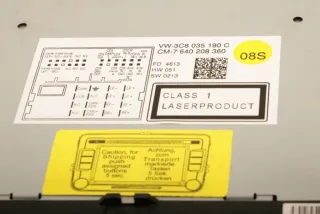 VW-3C8 035 190 C
CM-7 640 208 360
FD 4613
HW 051
SW 0213
08S
CLASS 1
LASERPRODUCT
Caution, for
Shipping
push
assigned
buttons
5 sec.
Achtung,
zum
Transport
markierte
Tasten
5 Sek.
drücken